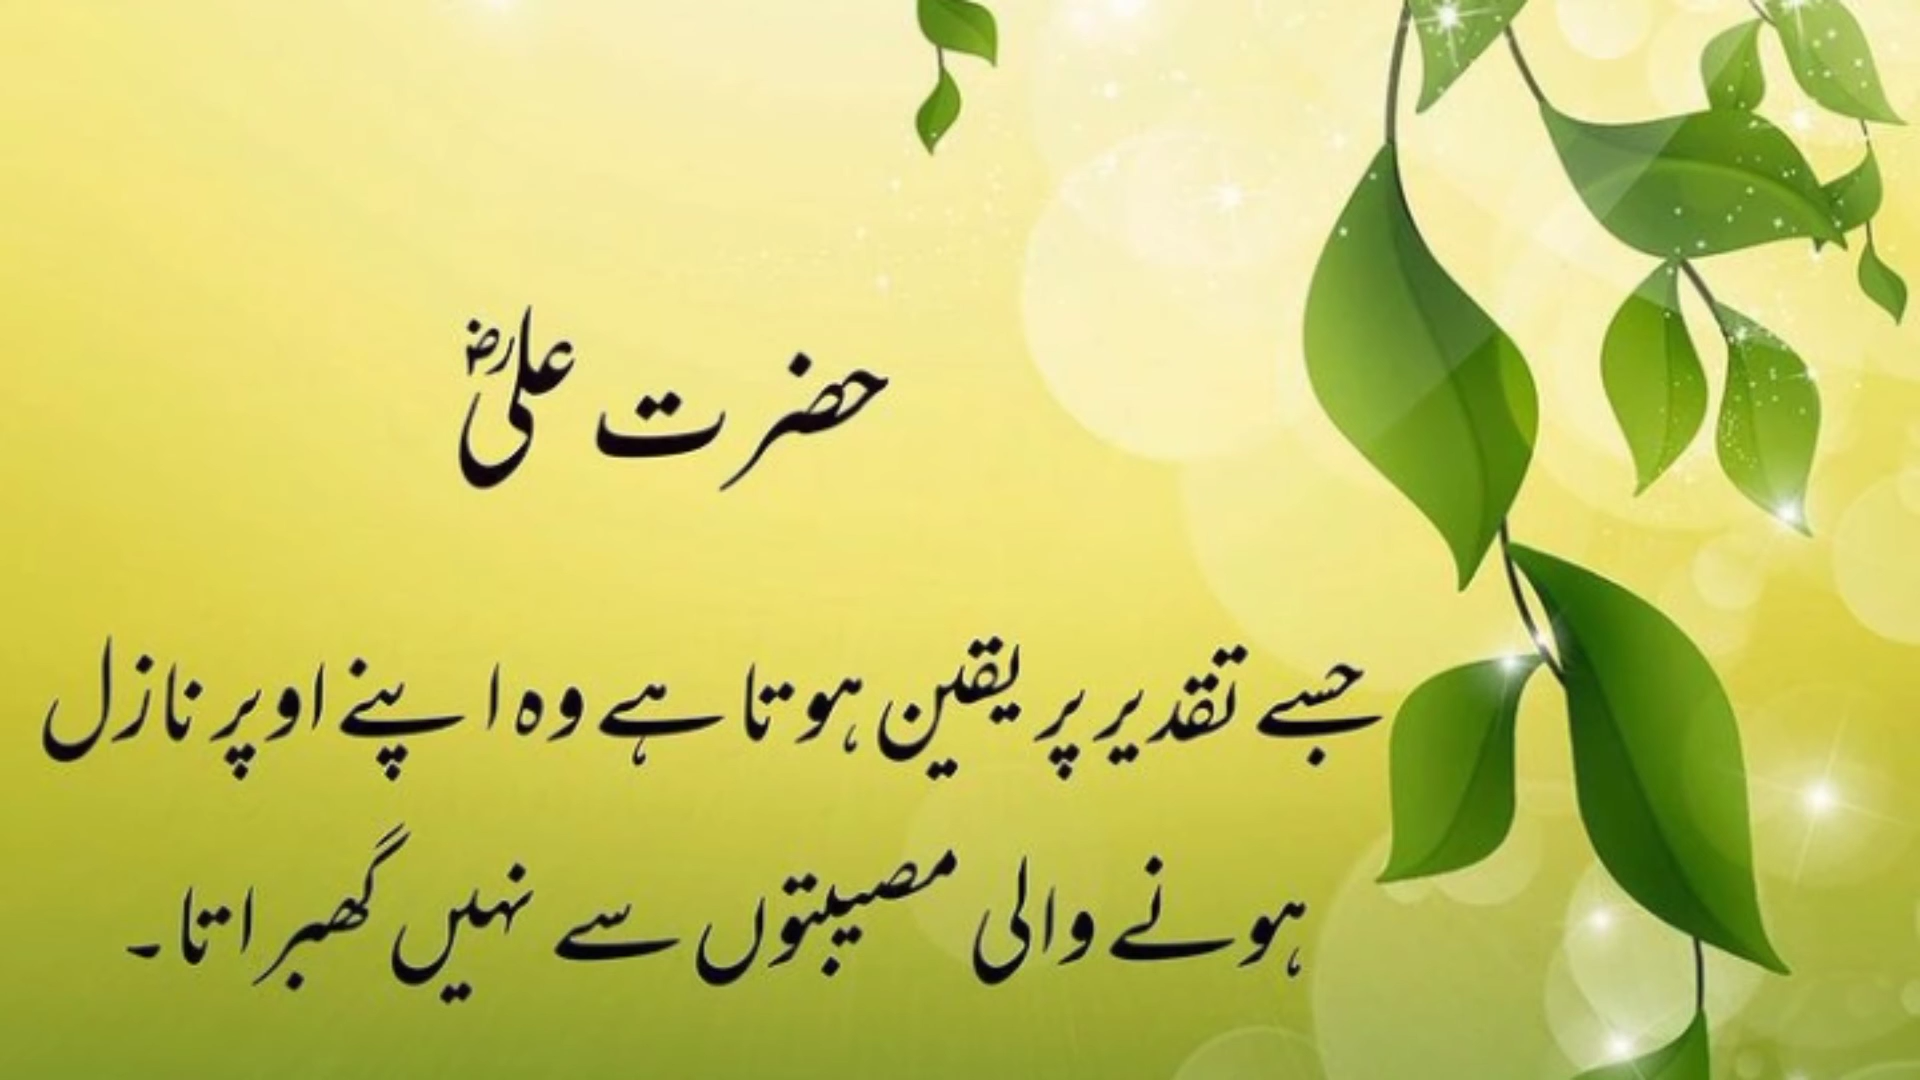 حضرت علیؓ
جسے تقدیر پر یقین ہوتا ہے وہ اپنے اوپر نازل
ہونے والی مصیبتوں سے نہیں گھبراتا۔